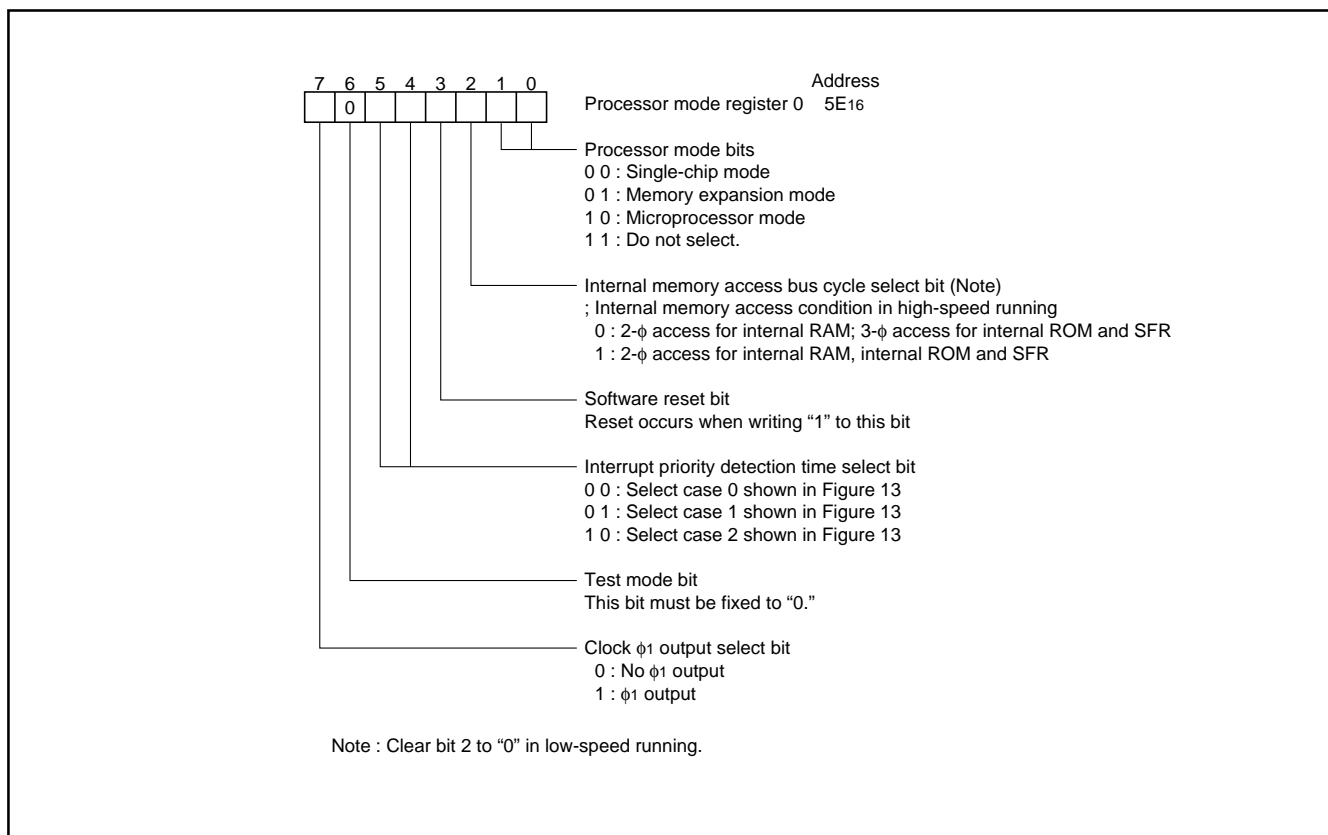 7 6 5 4 3 2 1 0
Address
0
Processor mode register 0 5E16
Processor mode bits
0 0 : Single-chip mode
0 1 : Memory expansion mode
1 0 : Microprocessor mode
1 1 : Do not select.
Internal memory access bus cycle select bit (Note)
; Internal memory access condition in high-speed running
0 : 2-ϕ access for internal RAM; 3-ϕ access for internal ROM and SFR
1 : 2-ϕ access for internal RAM, internal ROM and SFR
Software reset bit
Reset occurs when writing “1” to this bit
Interrupt priority detection time select bit
0 0 : Select case 0 shown in Figure 13
0 1 : Select case 1 shown in Figure 13
1 0 : Select case 2 shown in Figure 13
Test mode bit
This bit must be fixed to “0.”
Clock ϕ1 output select bit
0 : No ϕ1 output
1 : ϕ1 output
Note : Clear bit 2 to “0” in low-speed running.